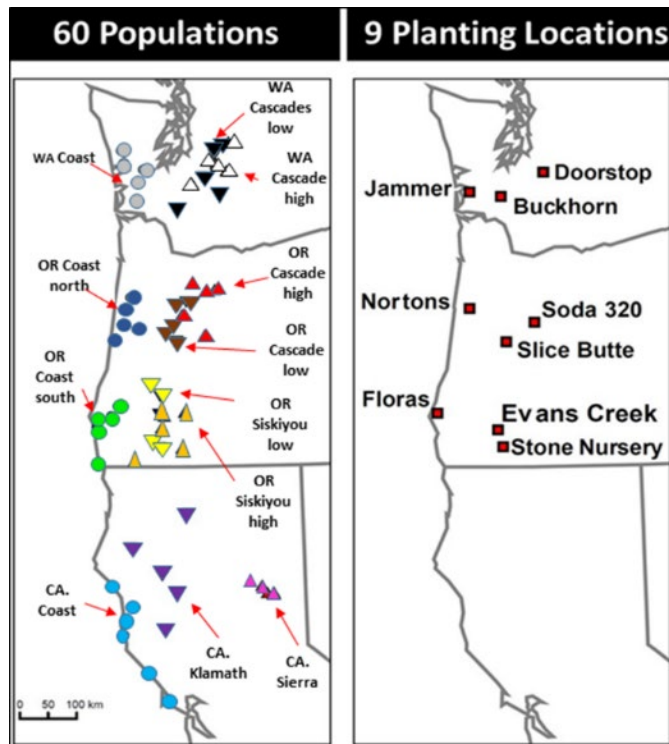 60 Populations
9 Planting Locations
WA
Cascades
low
WA Coast
WA
Cascade
high
OR Coast
north
OR
Cascade
high
OR
Cascade
low
OR
Coast
south
OR
Siskiyou
low
OR
Siskiyou
high
CA.
Coast
CA.
Klamath
CA.
Sierra
0 50 100 km
Doorstop
Jammer
Buckhorn
Nortons
Soda 320
Slice Butte
Floras
Evans Creek
Stone Nursery